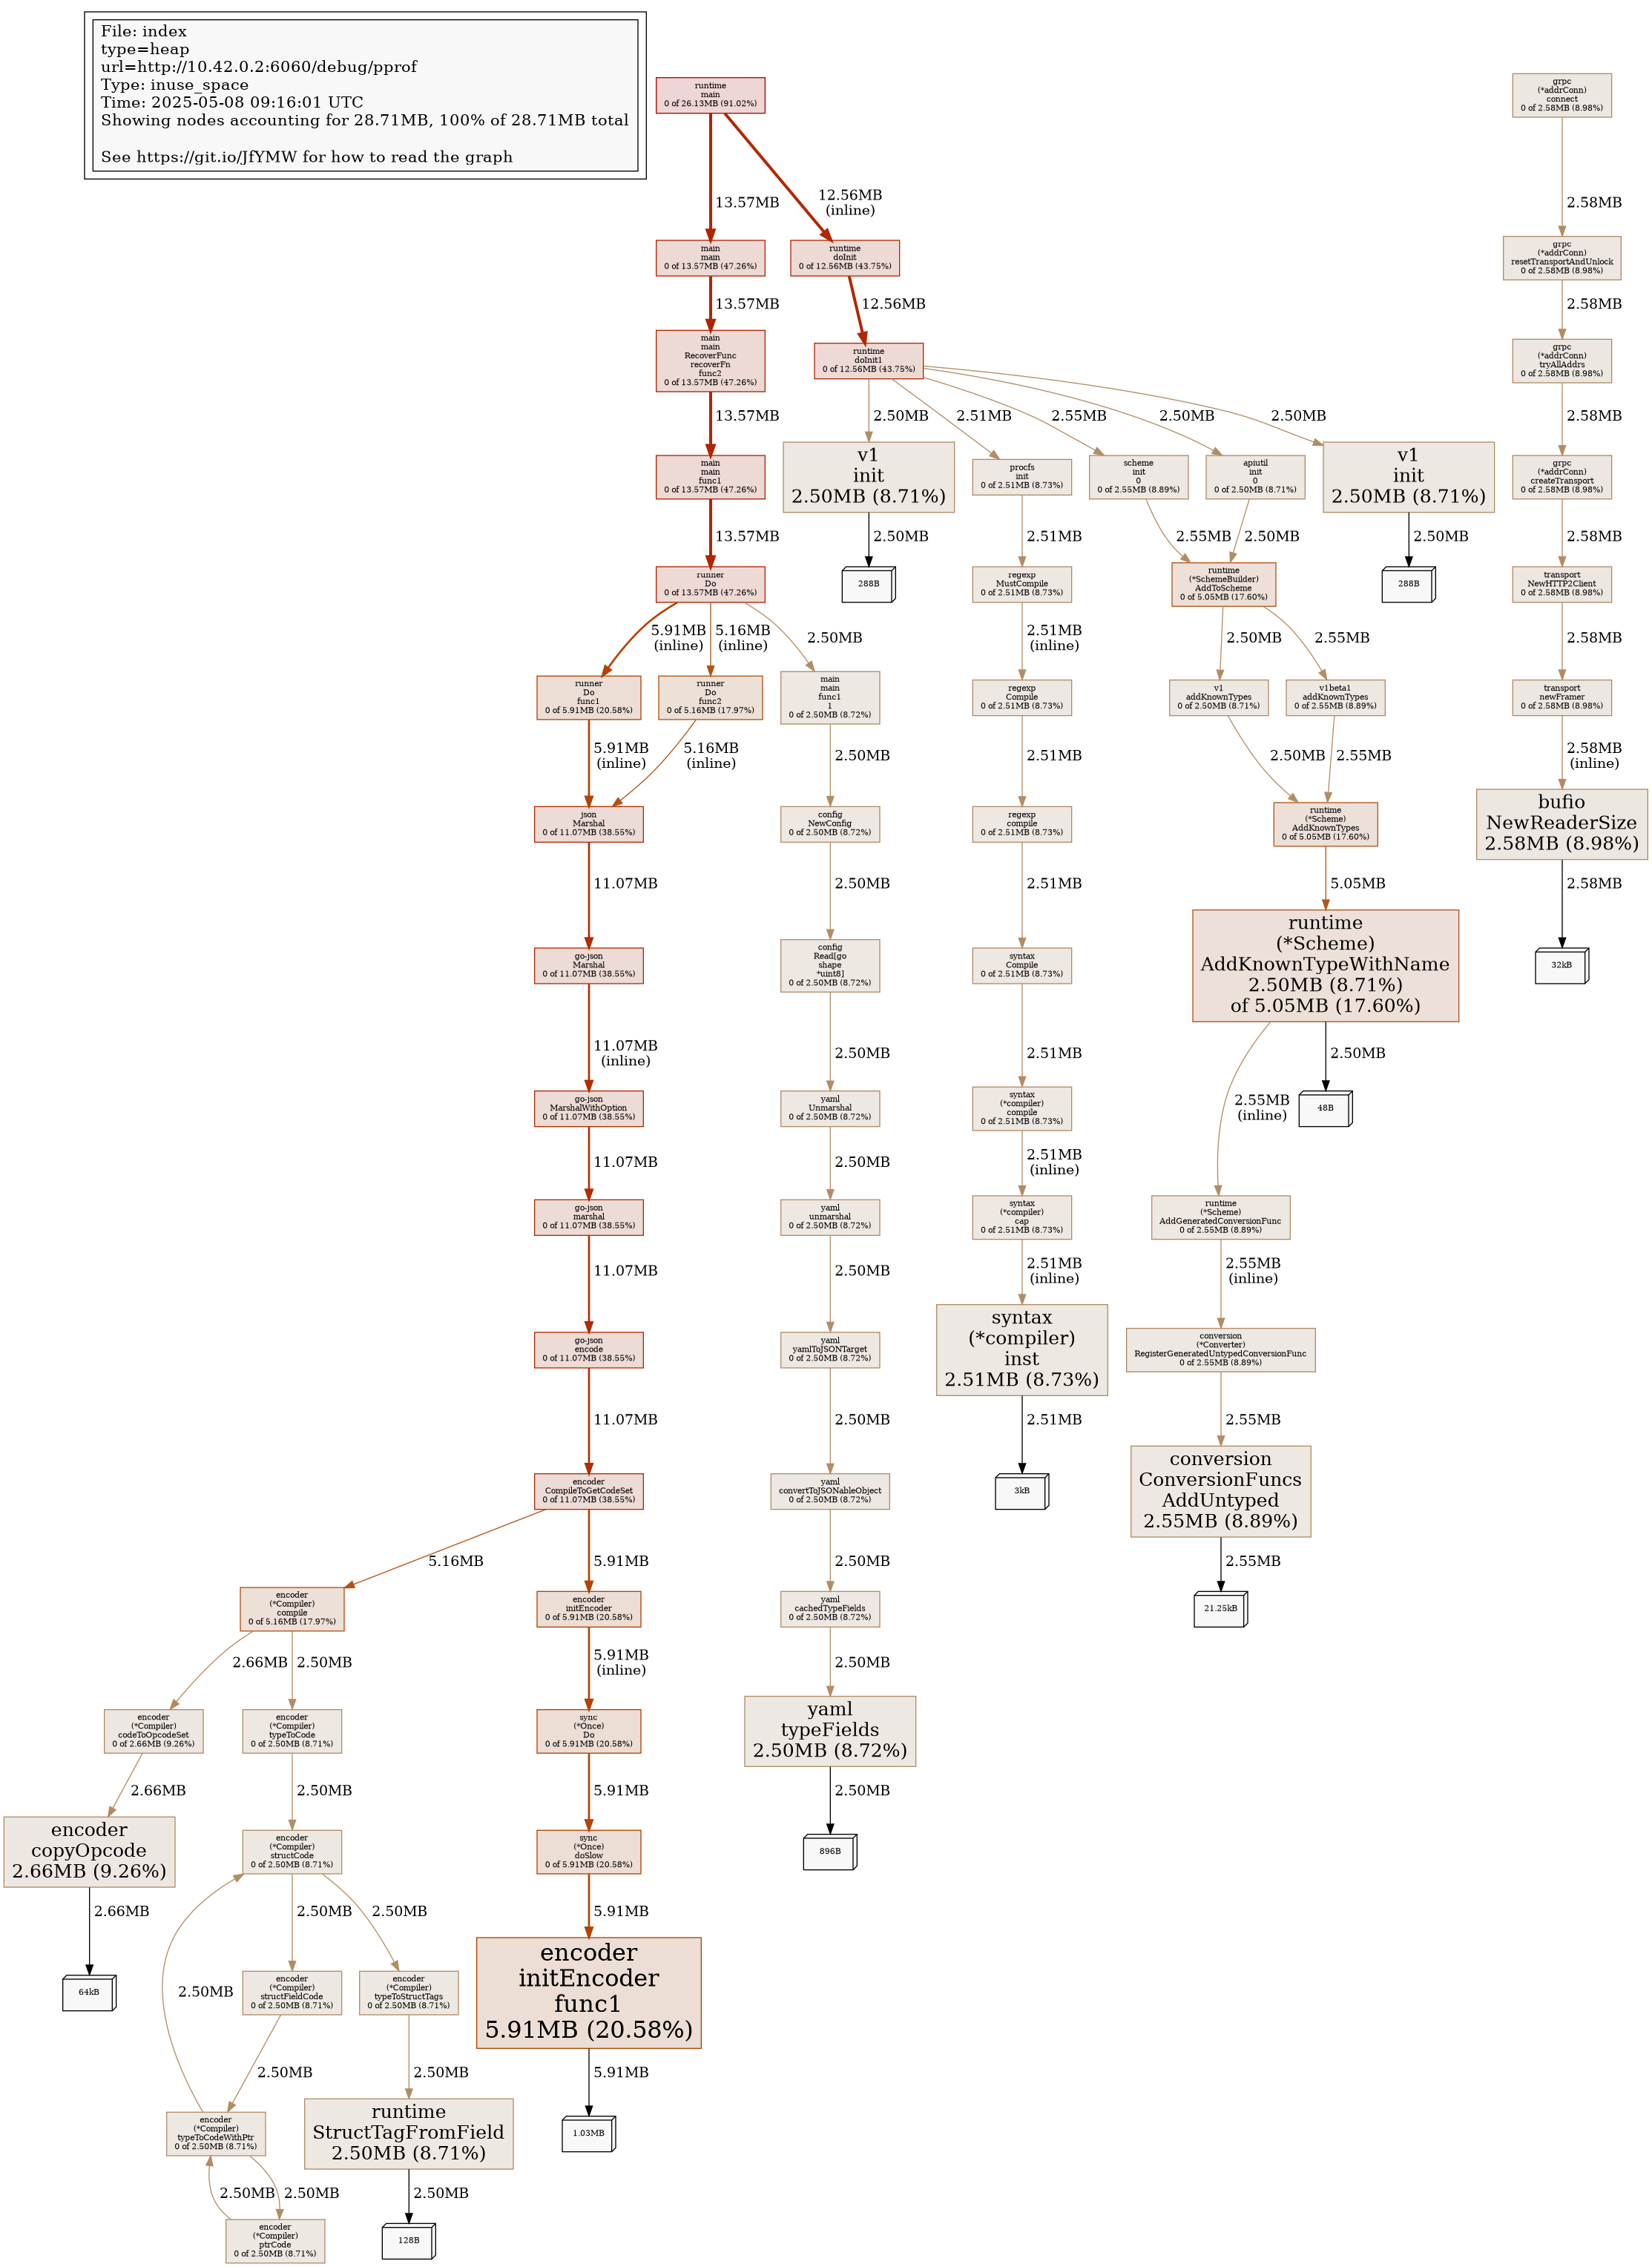 File: index
type=heap
url=http://10.42.0.2:6060/debug/pprof
Type: inuse_space
Time: 2025-05-08 09:16:01 UTC
Showing nodes accounting for 28.71MB, 100% of 28.71MB total
See https://git.io/JfYMW for how to read the graph
runtime
main
0 of 26.13MB (91.02%)
grpc
(*addrConn)
connect
0 of 2.58MB (8.98%)
13.57MB
12.56MB
(inline)
2.58MB
main
main
0 of 13.57MB (47.26%)
runtime
doInit
0 of 12.56MB (43.75%)
grpc
(*addrConn)
resetTransportAndUnlock
0 of 2.58MB (8.98%)
13.57MB
12.56MB
2.58MB
main
main
RecoverFunc
recoverFn
func2
0 of 13.57MB (47.26%)
runtime
doInit1
0 of 12.56MB (43.75%)
grpc
(*addrConn)
tryAllAddrs
0 of 2.58MB (8.98%)
13.57MB
2.50MB
2.51MB
2.55MB
2.50MB
2.50MB
2.58MB
main
main
func1
0 of 13.57MB (47.26%)
v1
init
2.50MB (8.71%)
procfs
init
0 of 2.51MB (8.73%)
scheme
init
0
0 of 2.55MB (8.89%)
apiutil
init
0
0 of 2.50MB (8.71%)
v1
init
2.50MB (8.71%)
grpc
(*addrConn)
createTransport
0 of 2.58MB (8.98%)
13.57MB
2.50MB
2.51MB
2.55MB
2.50MB
2.50MB
2.58MB
runner
Do
0 of 13.57MB (47.26%)
288B
regexp
MustCompile
0 of 2.51MB (8.73%)
runtime
(*SchemeBuilder)
AddToScheme
0 of 5.05MB (17.60%)
288B
transport
NewHTTP2Client
0 of 2.58MB (8.98%)
5.91MB
(inline)
5.16MB
(inline)
2.50MB
2.51MB
(inline)
2.50MB
2.55MB
2.58MB
runner
Do
func1
0 of 5.91MB (20.58%)
runner
Do
func2
0 of 5.16MB (17.97%)
main
main
func1
1
0 of 2.50MB (8.72%)
regexp
Compile
0 of 2.51MB (8.73%)
v1
addKnownTypes
0 of 2.50MB (8.71%)
v1beta1
addKnownTypes
0 of 2.55MB (8.89%)
transport
newFramer
0 of 2.58MB (8.98%)
5.91MB
(inline)
5.16MB
(inline)
2.50MB
2.51MB
2.50MB
2.55MB
2.58MB
(inline)
json
Marshal
0 of 11.07MB (38.55%)
config
NewConfig
0 of 2.50MB (8.72%)
regexp
compile
0 of 2.51MB (8.73%)
runtime
(*Scheme)
AddKnownTypes
0 of 5.05MB (17.60%)
bufio
NewReaderSize
2.58MB (8.98%)
11.07MB
2.50MB
2.51MB
5.05MB
2.58MB
go-json
Marshal
0 of 11.07MB (38.55%)
config
Read[go
shape
*uint8]
0 of 2.50MB (8.72%)
syntax
Compile
0 of 2.51MB (8.73%)
runtime
(*Scheme)
AddKnownTypeWithName
2.50MB (8.71%)
of 5.05MB (17.60%)
32kB
11.07MB
(inline)
2.50MB
2.51MB
2.55MB
(inline)
2.50MB
go-json
MarshalWithOption
0 of 11.07MB (38.55%)
yaml
Unmarshal
0 of 2.50MB (8.72%)
syntax
(*compiler)
compile
0 of 2.51MB (8.73%)
48B
11.07MB
2.50MB
2.51MB
(inline)
go-json
marshal
0 of 11.07MB (38.55%)
yaml
unmarshal
0 of 2.50MB (8.72%)
syntax
(*compiler)
cap
0 of 2.51MB (8.73%)
runtime
(*Scheme)
AddGeneratedConversionFunc
0 of 2.55MB (8.89%)
11.07MB
2.50MB
2.51MB
(inline)
2.55MB
(inline)
go-json
encode
0 of 11.07MB (38.55%)
yaml
yamlToJSONTarget
0 of 2.50MB (8.72%)
syntax
(*compiler)
inst
2.51MB (8.73%)
conversion
(*Converter)
RegisterGeneratedUntypedConversionFunc
0 of 2.55MB (8.89%)
11.07MB
2.50MB
2.51MB
2.55MB
encoder
CompileToGetCodeSet
0 of 11.07MB (38.55%)
yaml
convertToJSONableObject
0 of 2.50MB (8.72%)
3kB
conversion
ConversionFuncs
AddUntyped
2.55MB (8.89%)
5.16MB
5.91MB
2.50MB
2.55MB
encoder
(*Compiler)
compile
0 of 5.16MB (17.97%)
encoder
initEncoder
0 of 5.91MB (20.58%)
yaml
cachedTypeFields
0 of 2.50MB (8.72%)
21.25kB
2.66MB
2.50MB
5.91MB
(inline)
2.50MB
encoder
(*Compiler)
codeToOpcodeSet
0 of 2.66MB (9.26%)
encoder
(*Compiler)
typeToCode
0 of 2.50MB (8.71%)
sync
(*Once)
Do
0 of 5.91MB (20.58%)
yaml
typeFields
2.50MB (8.72%)
2.66MB
2.50MB
5.91MB
2.50MB
encoder
copyOpcode
2.66MB (9.26%)
encoder
(*Compiler)
structCode
0 of 2.50MB (8.71%)
sync
(*Once)
doSlow
0 of 5.91MB (20.58%)
896B
2.66MB
2.50MB
2.50MB
5.91MB
64kB
2.50MB
encoder
(*Compiler)
structFieldCode
0 of 2.50MB (8.71%)
encoder
(*Compiler)
typeToStructTags
0 of 2.50MB (8.71%)
encoder
initEncoder
func1
5.91MB (20.58%)
2.50MB
2.50MB
5.91MB
encoder
(*Compiler)
typeToCodeWithPtr
0 of 2.50MB (8.71%)
runtime
StructTagFromField
2.50MB (8.71%)
1.03MB
2.50MB
2.50MB
2.50MB
encoder
(*Compiler)
ptrCode
0 of 2.50MB (8.71%)
128B